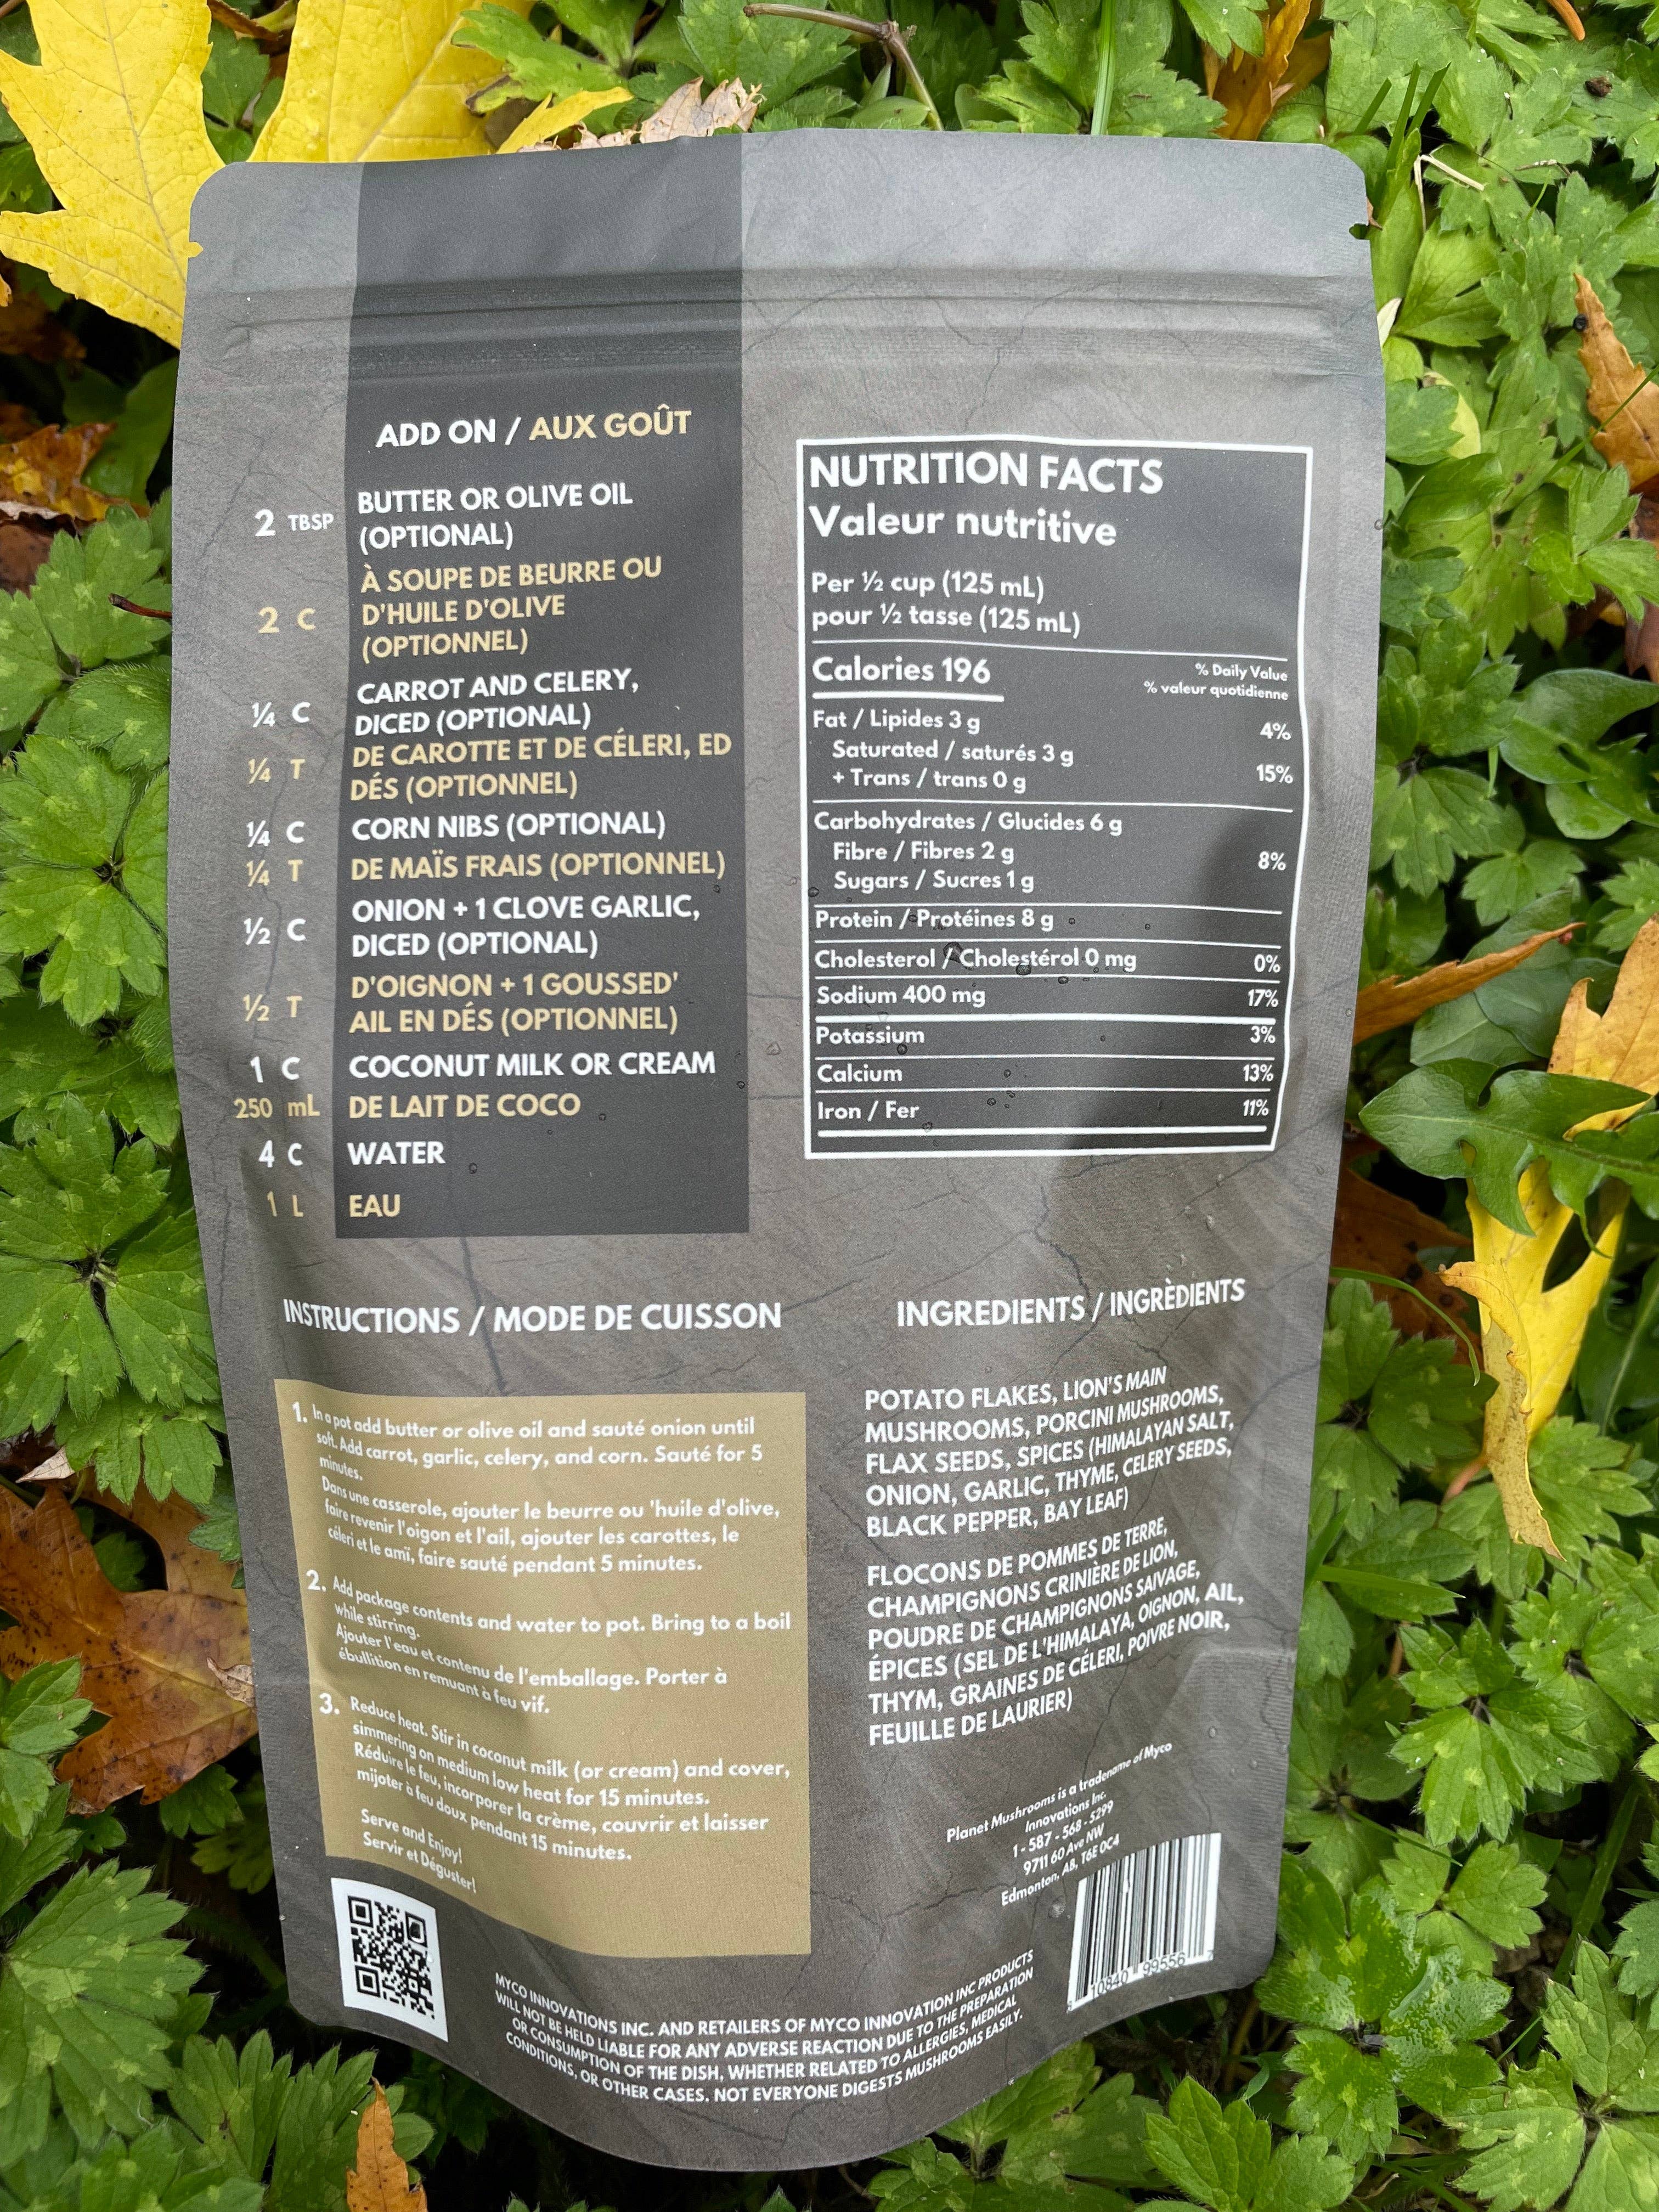 ADD ON / AUX GOÛT
2 TBSP BUTTER OR OLIVE OIL
(OPTIONAL)
À SOUPE DE BEURRE OU
2 C D'HUILE D'OLIVE
(OPTIONNEL)
¼ C CARROT AND CELERY,
DICED (OPTIONAL)
¼ T DE CAROTTE ET DE CÉLERI, ED
DÉS (OPTIONNEL)
¼ C CORN NIBS (OPTIONAL)
¼ T DE MAÏS FRAIS (OPTIONNEL)
½ C ONION + 1 CLOVE GARLIC,
DICED (OPTIONAL)
½ T D'OIGNON + 1 GOUSSED'
AIL EN DÉS (OPTIONNEL)
1 C COCONUT MILK OR CREAM
250 mL DE LAIT DE COCO
4 C WATER
1 L EAU
NUTRITION FACTS
Valeur nutritive
Per ½ cup (125 mL)
pour ½ tasse (125 mL)
Calories 196
% Daily Value
% valeur quotidienne
Fat / Lipides 3 g 4%
Saturated / saturés 3 g
+ Trans / trans 0 g 15%
Carbohydrates / Glucides 6 g
Fibre / Fibres 2 g 8%
Sugars / Sucres 1 g
Protein / Protéines 8 g
Cholesterol / Cholestérol 0 mg 0%
Sodium 400 mg 17%
Potassium 3%
Calcium 13%
Iron / Fer 11%
INSTRUCTIONS / MODE DE CUISSON
1. In a pot add butter or olive oil and sauté onion until
soft. Add carrot, garlic, celery, and corn. Sauté for 5
minutes.
Dans une casserole, ajouter le beurre ou 'huile d'olive,
faire revenir l'oigon et l'ail, ajouter les carottes, le
céleri et le amï, faire sauté pendant 5 minutes.
2. Add package contents and water to pot. Bring to a boil
while stirring.
Ajouter l'eau et contenu de l'emballage. Porter à
ébullition en remuant à feu vif.
3. Reduce heat. Stir in coconut milk (or cream) and cover,
simmering on medium low heat for 15 minutes.
Réduire le feu, incorporer la crème, couvrir et laisser
mijoter à feu doux pendant 15 minutes.
Serve and Enjoy!
Servir et Déguster!
INGREDIENTS / INGRÈDIENTS
POTATO FLAKES, LION'S MAIN
MUSHROOMS, PORCINI MUSHROOMS,
FLAX SEEDS, SPICES (HIMALAYAN SALT,
ONION, GARLIC, THYME, CELERY SEEDS,
BLACK PEPPER, BAY LEAF)
FLOCONS DE POMMES DE TERRE,
CHAMPIGNONS CRINIÈRE DE LION,
POUDRE DE CHAMPIGNONS SAIVAGE,
ÉPICES (SEL DE L'HIMALAYA, OIGNON, AIL,
THYM, GRAINES DE CÉLERI, POIVRE NOIR,
FEUILLE DE LAURIER)
Planet Mushrooms is a tradename of Myco
Innovations Inc.
1 - 587 - 568 - 5299
9711 60 Ave NW
Edmonton, AB, T6E 0C4
MYCO INNOVATIONS INC. AND RETAILERS OF MYCO INNOVATION INC PRODUCTS
WILL NOT BE HELD LIABLE FOR ANY ADVERSE REACTION DUE TO THE PREPARATION
OR CONSUMPTION OF THE DISH, WHETHER RELATED TO ALLERGIES, MEDICAL
CONDITIONS, OR OTHER CASES. NOT EVERYONE DIGESTS MUSHROOMS EASILY.